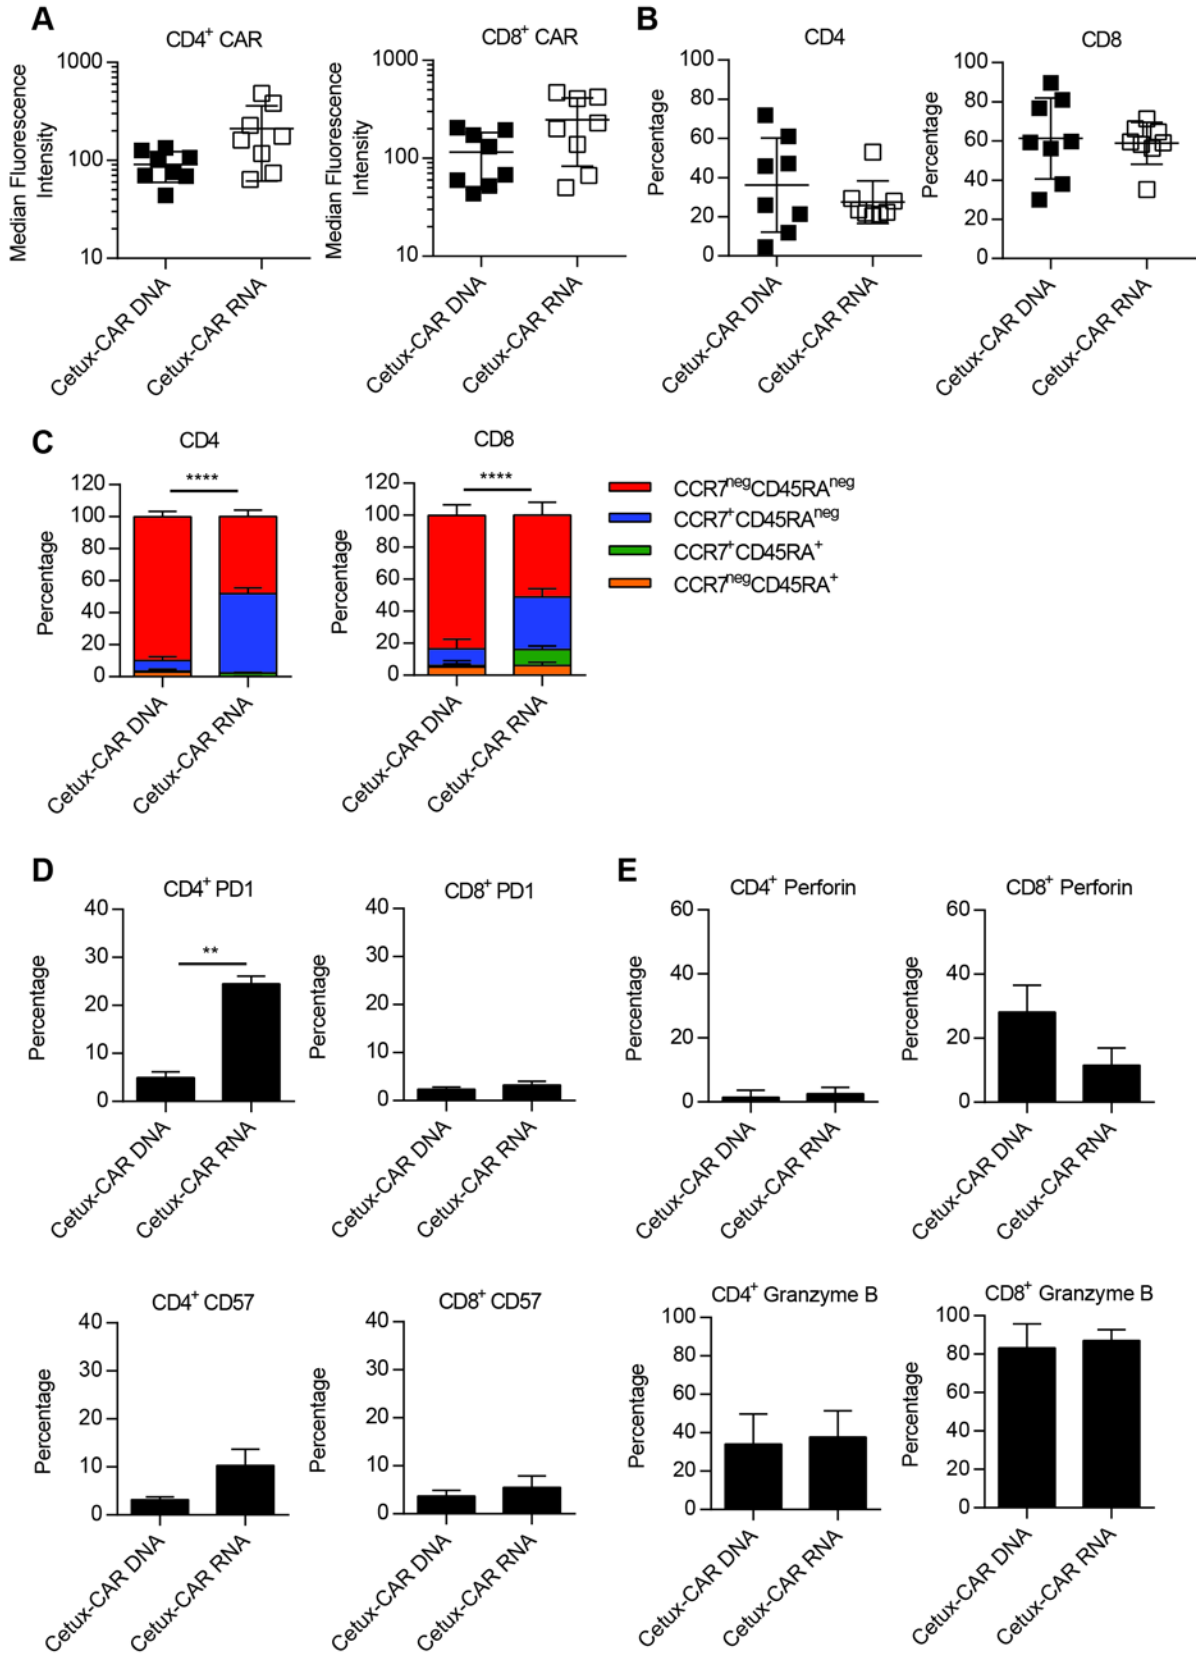 A
CD4⁺ CAR
Median Fluorescence
Intensity
1000
100
10
Cetux-CAR DNA
Cetux-CAR RNA
CD8⁺ CAR
Median Fluorescence
Intensity
1000
100
10
Cetux-CAR DNA
Cetux-CAR RNA
B
CD4
Percentage
100
80
60
40
20
0
Cetux-CAR DNA
Cetux-CAR RNA
CD8
Percentage
100
80
60
40
20
0
Cetux-CAR DNA
Cetux-CAR RNA
C
CD4
Percentage
120
100
80
60
40
20
0
****
Cetux-CAR DNA
Cetux-CAR RNA
CD8
Percentage
120
100
80
60
40
20
0
****
Cetux-CAR DNA
Cetux-CAR RNA
CCR7ⁿᵉᵍCD45RAⁿᵉᵍ
CCR7⁺CD45RAⁿᵉᵍ
CCR7⁺CD45RA⁺
CCR7ⁿᵉᵍCD45RA⁺
D
CD4⁺ PD1
Percentage
40
30
20
10
0
**
Cetux-CAR DNA
Cetux-CAR RNA
CD8⁺ PD1
Percentage
40
30
20
10
0
Cetux-CAR DNA
Cetux-CAR RNA
CD4⁺ CD57
Percentage
40
30
20
10
0
Cetux-CAR DNA
Cetux-CAR RNA
CD8⁺ CD57
Percentage
40
30
20
10
0
Cetux-CAR DNA
Cetux-CAR RNA
E
CD4⁺ Perforin
Percentage
60
40
20
0
Cetux-CAR DNA
Cetux-CAR RNA
CD8⁺ Perforin
Percentage
60
40
20
0
Cetux-CAR DNA
Cetux-CAR RNA
CD4⁺ Granzyme B
Percentage
100
80
60
40
20
0
Cetux-CAR DNA
Cetux-CAR RNA
CD8⁺ Granzyme B
Percentage
100
80
60
40
20
0
Cetux-CAR DNA
Cetux-CAR RNA